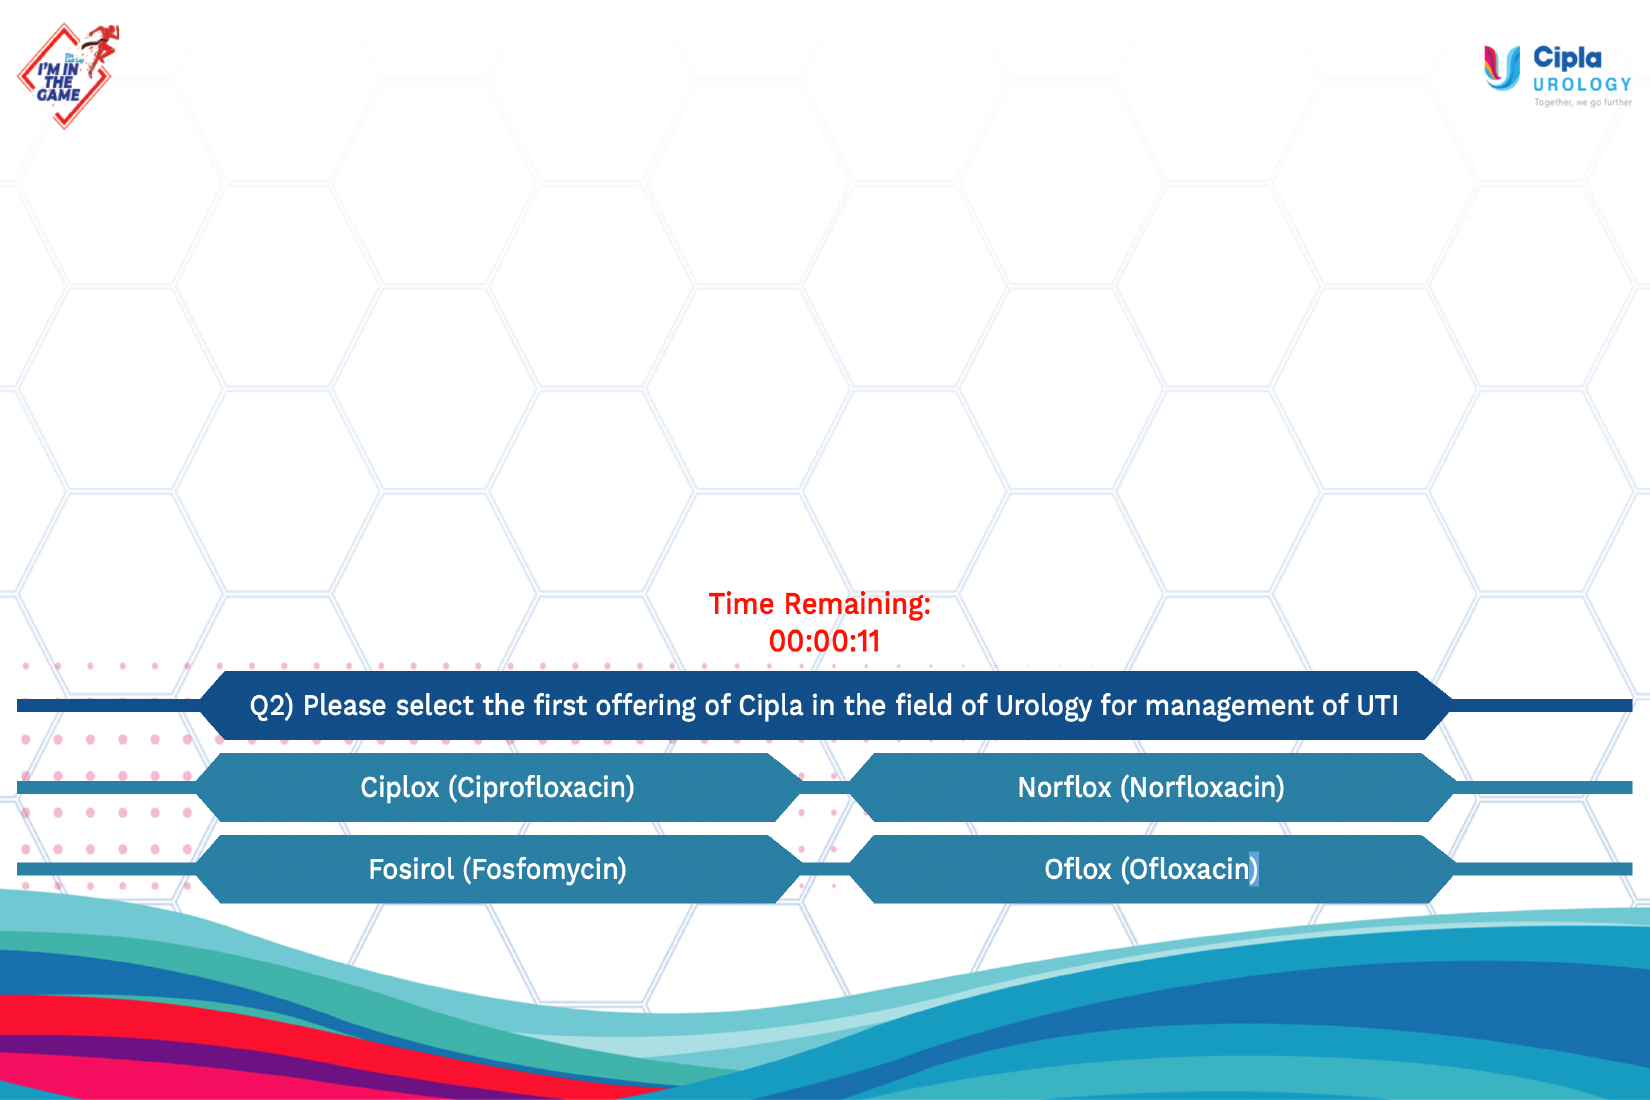 I'M IN
THE
GAME
Cipla
UROLOGY
Together, we go further
Time Remaining:
00:00:11
Q2) Please select the first offering of Cipla in the field of Urology for management of UTI
Ciplox (Ciprofloxacin)
Norflox (Norfloxacin)
Fosirol (Fosfomycin)
Oflox (Ofloxacin)